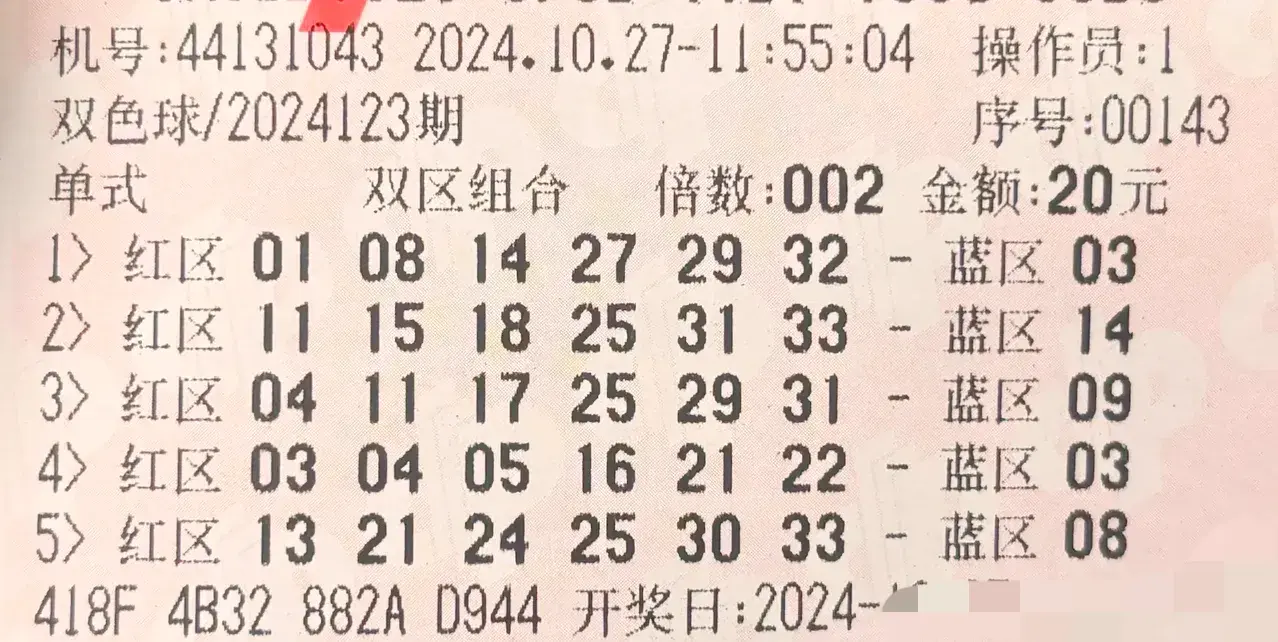 机号:44131043 2024.10.27-11:55:04 操作员:1
双色球/2024123期 序号:00143
单式 双区组合 倍数:002 金额:20元
1> 红区 01 08 14 27 29 32 - 蓝区 03
2> 红区 11 15 18 25 31 33 - 蓝区 14
3> 红区 04 11 17 25 29 31 - 蓝区 09
4> 红区 03 04 05 16 21 22 - 蓝区 03
5> 红区 13 21 24 25 30 33 - 蓝区 08
418F 4B32 882A D944 开奖日:2024-